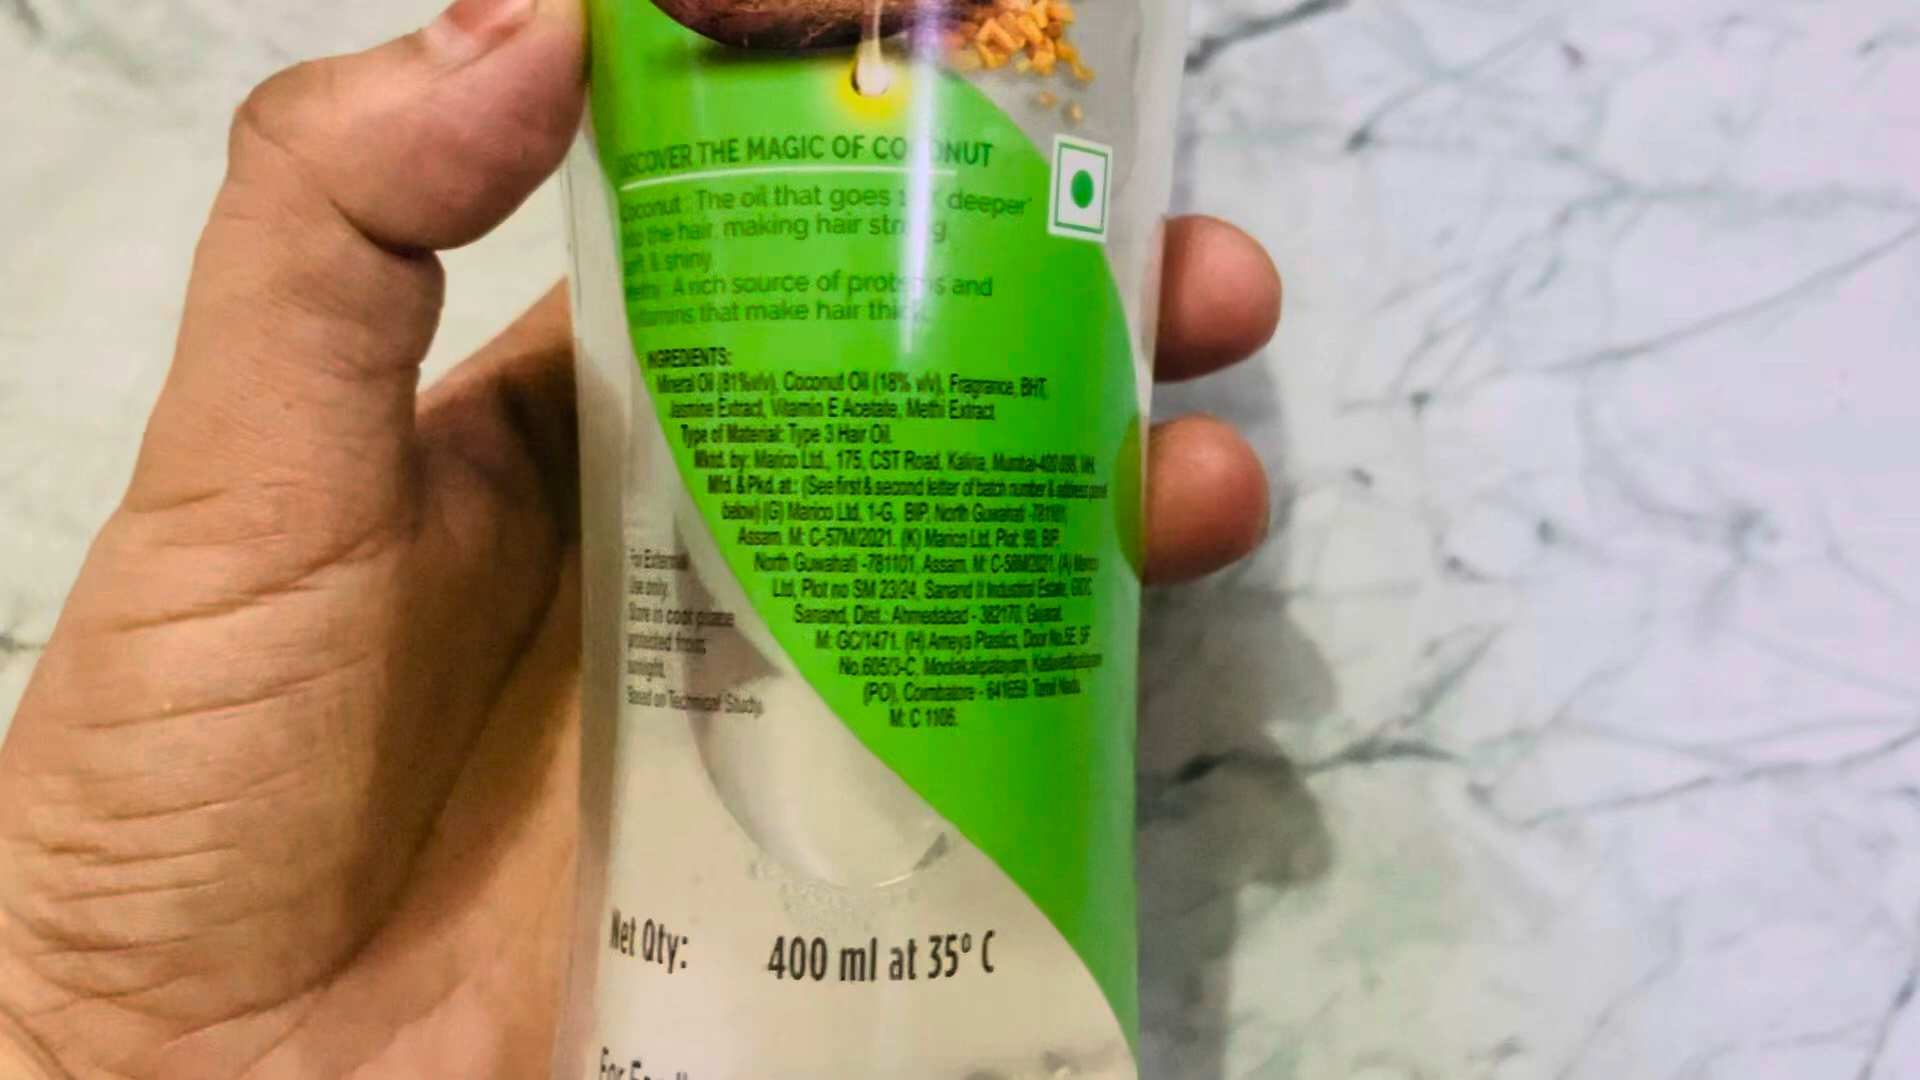 DISCOVER THE MAGIC OF COCONUT
Coconut : The oil that goes deeper*
into the hair, making hair strong,
soft & shiny.
Methi : A rich source of proteins and
vitamins that make hair
INGREDIENTS:
Mineral Oil (81%w/v), Coconut Oil (18% w/v), Fragrance, BHT,
Jasmine Extract, Vitamin E Acetate, Methi Extract
Type of Material: Type 3 Hair Oil.
Mktd. by: Marico Ltd., 175, CST Road, Kalina, Mumbai-400 098, MH.
Mfd. & Pkd. at : (See first & second letter of batch number & address panel
below) (G) Marico Ltd, 1-G, BIP, North Guwahati -781101,
Assam. M: C-57M/2021. (K) Marico Ltd, Plot 99, BIP,
North Guwahati -781101, Assam. M: C-58M/2021. (A) Marico
Ltd, Plot no SM 23/24, Sanand II Industrial Estate, GIDC,
Sanand, Dist.: Ahmedabad - 382170, Gujarat.
M: GC/1471. (H) Ameya Plastics, Door No.5E, SF
No.605/3-C, Moolakalipalayam,
(PO), Coimbatore - 641659. Tamil Nadu.
M: C 1106.
For External
Use only.
Store in cool place
protected from
sunlight.
*Based on Technical Study.
Net Qty: 400 ml at 35° C
For